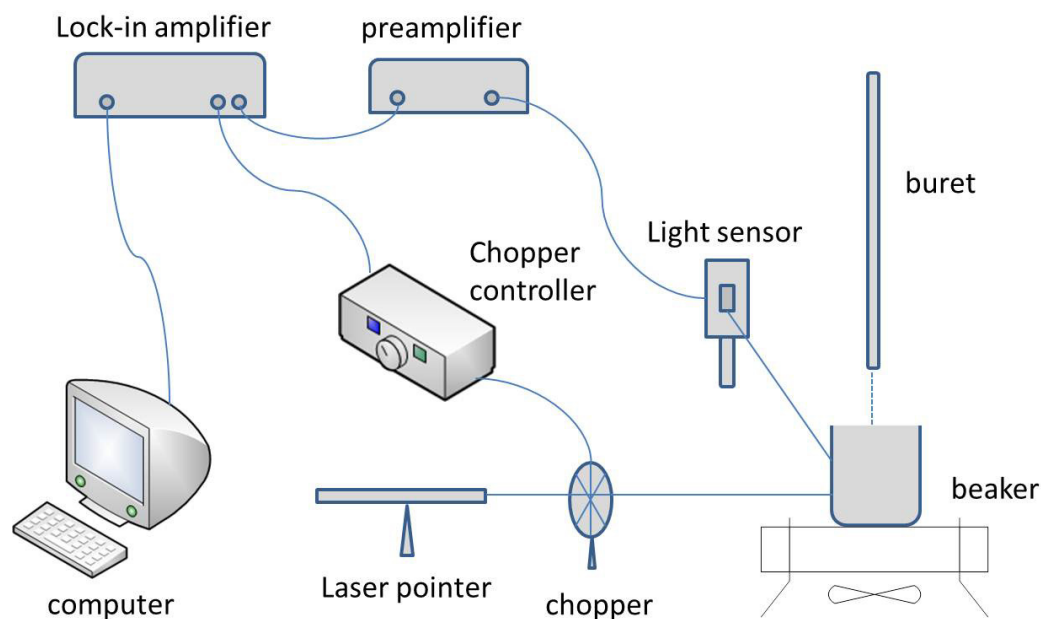 Lock-in amplifier
preamplifier
buret
Light sensor
Chopper
controller
beaker
Laser pointer
chopper
computer